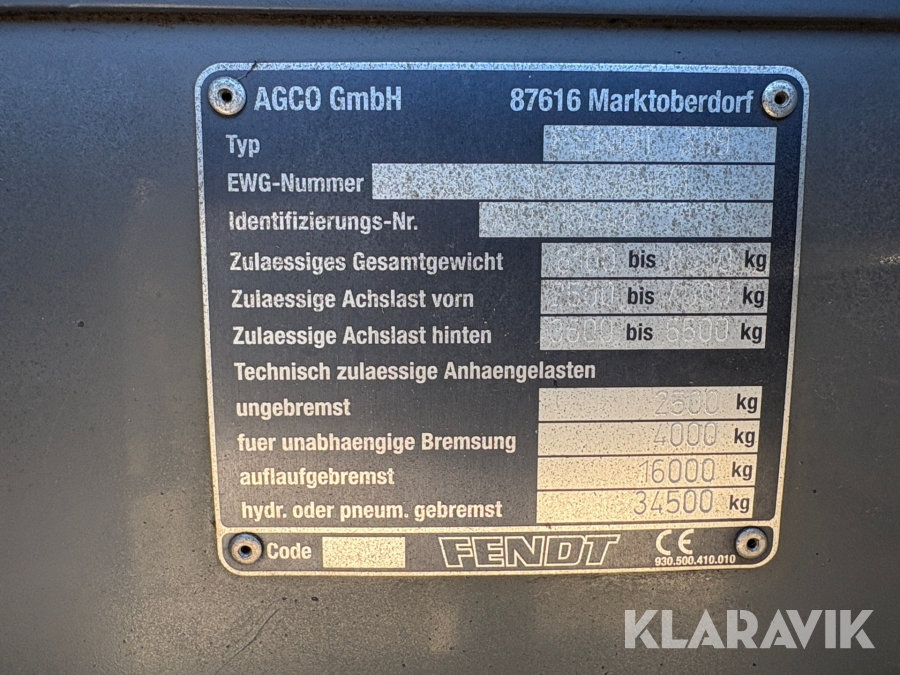 AGCO GmbH 87616 Marktoberdorf
Typ
EWG-Nummer
Identifizierungs-Nr.
Zulaessiges Gesamtgewicht bis kg
Zulaessige Achslast vorn bis kg
Zulaessige Achslast hinten bis 6500 kg
Technisch zulaessige Anhaengelasten
ungebremst 2500 kg
fuer unabhaengige Bremsung 4000 kg
auflaufgebremst 16000 kg
hydr. oder pneum. gebremst 34500 kg
Code FENDT CE
930.500.410.010
KLARAVIK